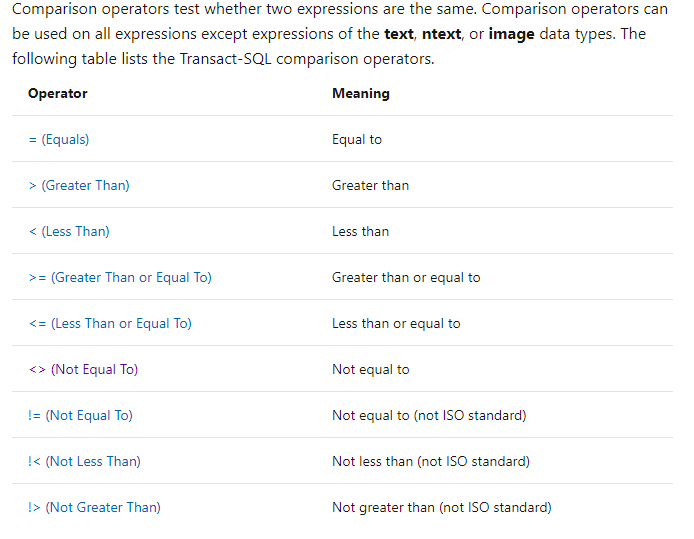 Comparison operators test whether two expressions are the same. Comparison operators can
be used on all expressions except expressions of the text, ntext, or image data types. The
following table lists the Transact-SQL comparison operators.
Operator Meaning
= (Equals) Equal to
> (Greater Than) Greater than
< (Less Than) Less than
>= (Greater Than or Equal To) Greater than or equal to
<= (Less Than or Equal To) Less than or equal to
<> (Not Equal To) Not equal to
!= (Not Equal To) Not equal to (not ISO standard)
!< (Not Less Than) Not less than (not ISO standard)
!> (Not Greater Than) Not greater than (not ISO standard)